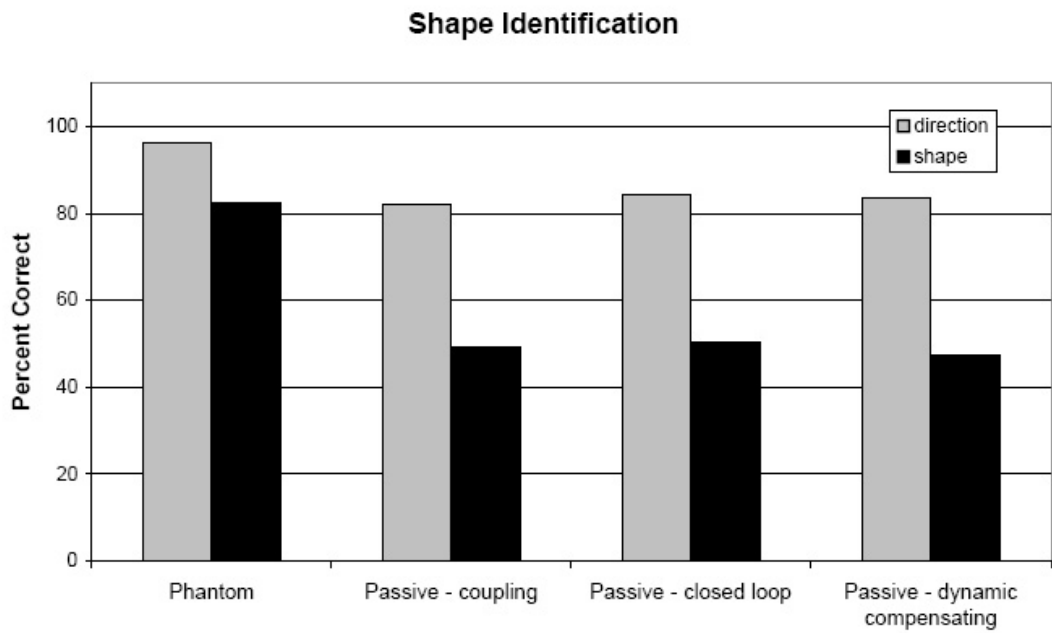 Shape Identification
direction
shape
Percent Correct
100
80
60
40
20
0
Phantom
Passive - coupling
Passive - closed loop
Passive - dynamic
compensating